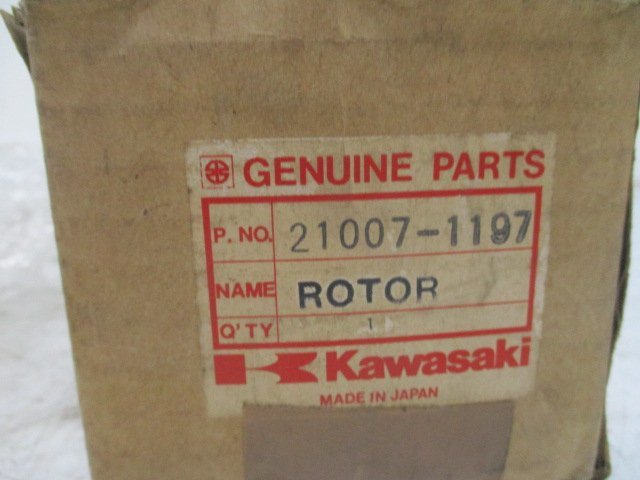 GENUINE PARTS
P. NO. 21007-1197
NAME ROTOR
Q'TY 1
Kawasaki
MADE IN JAPAN